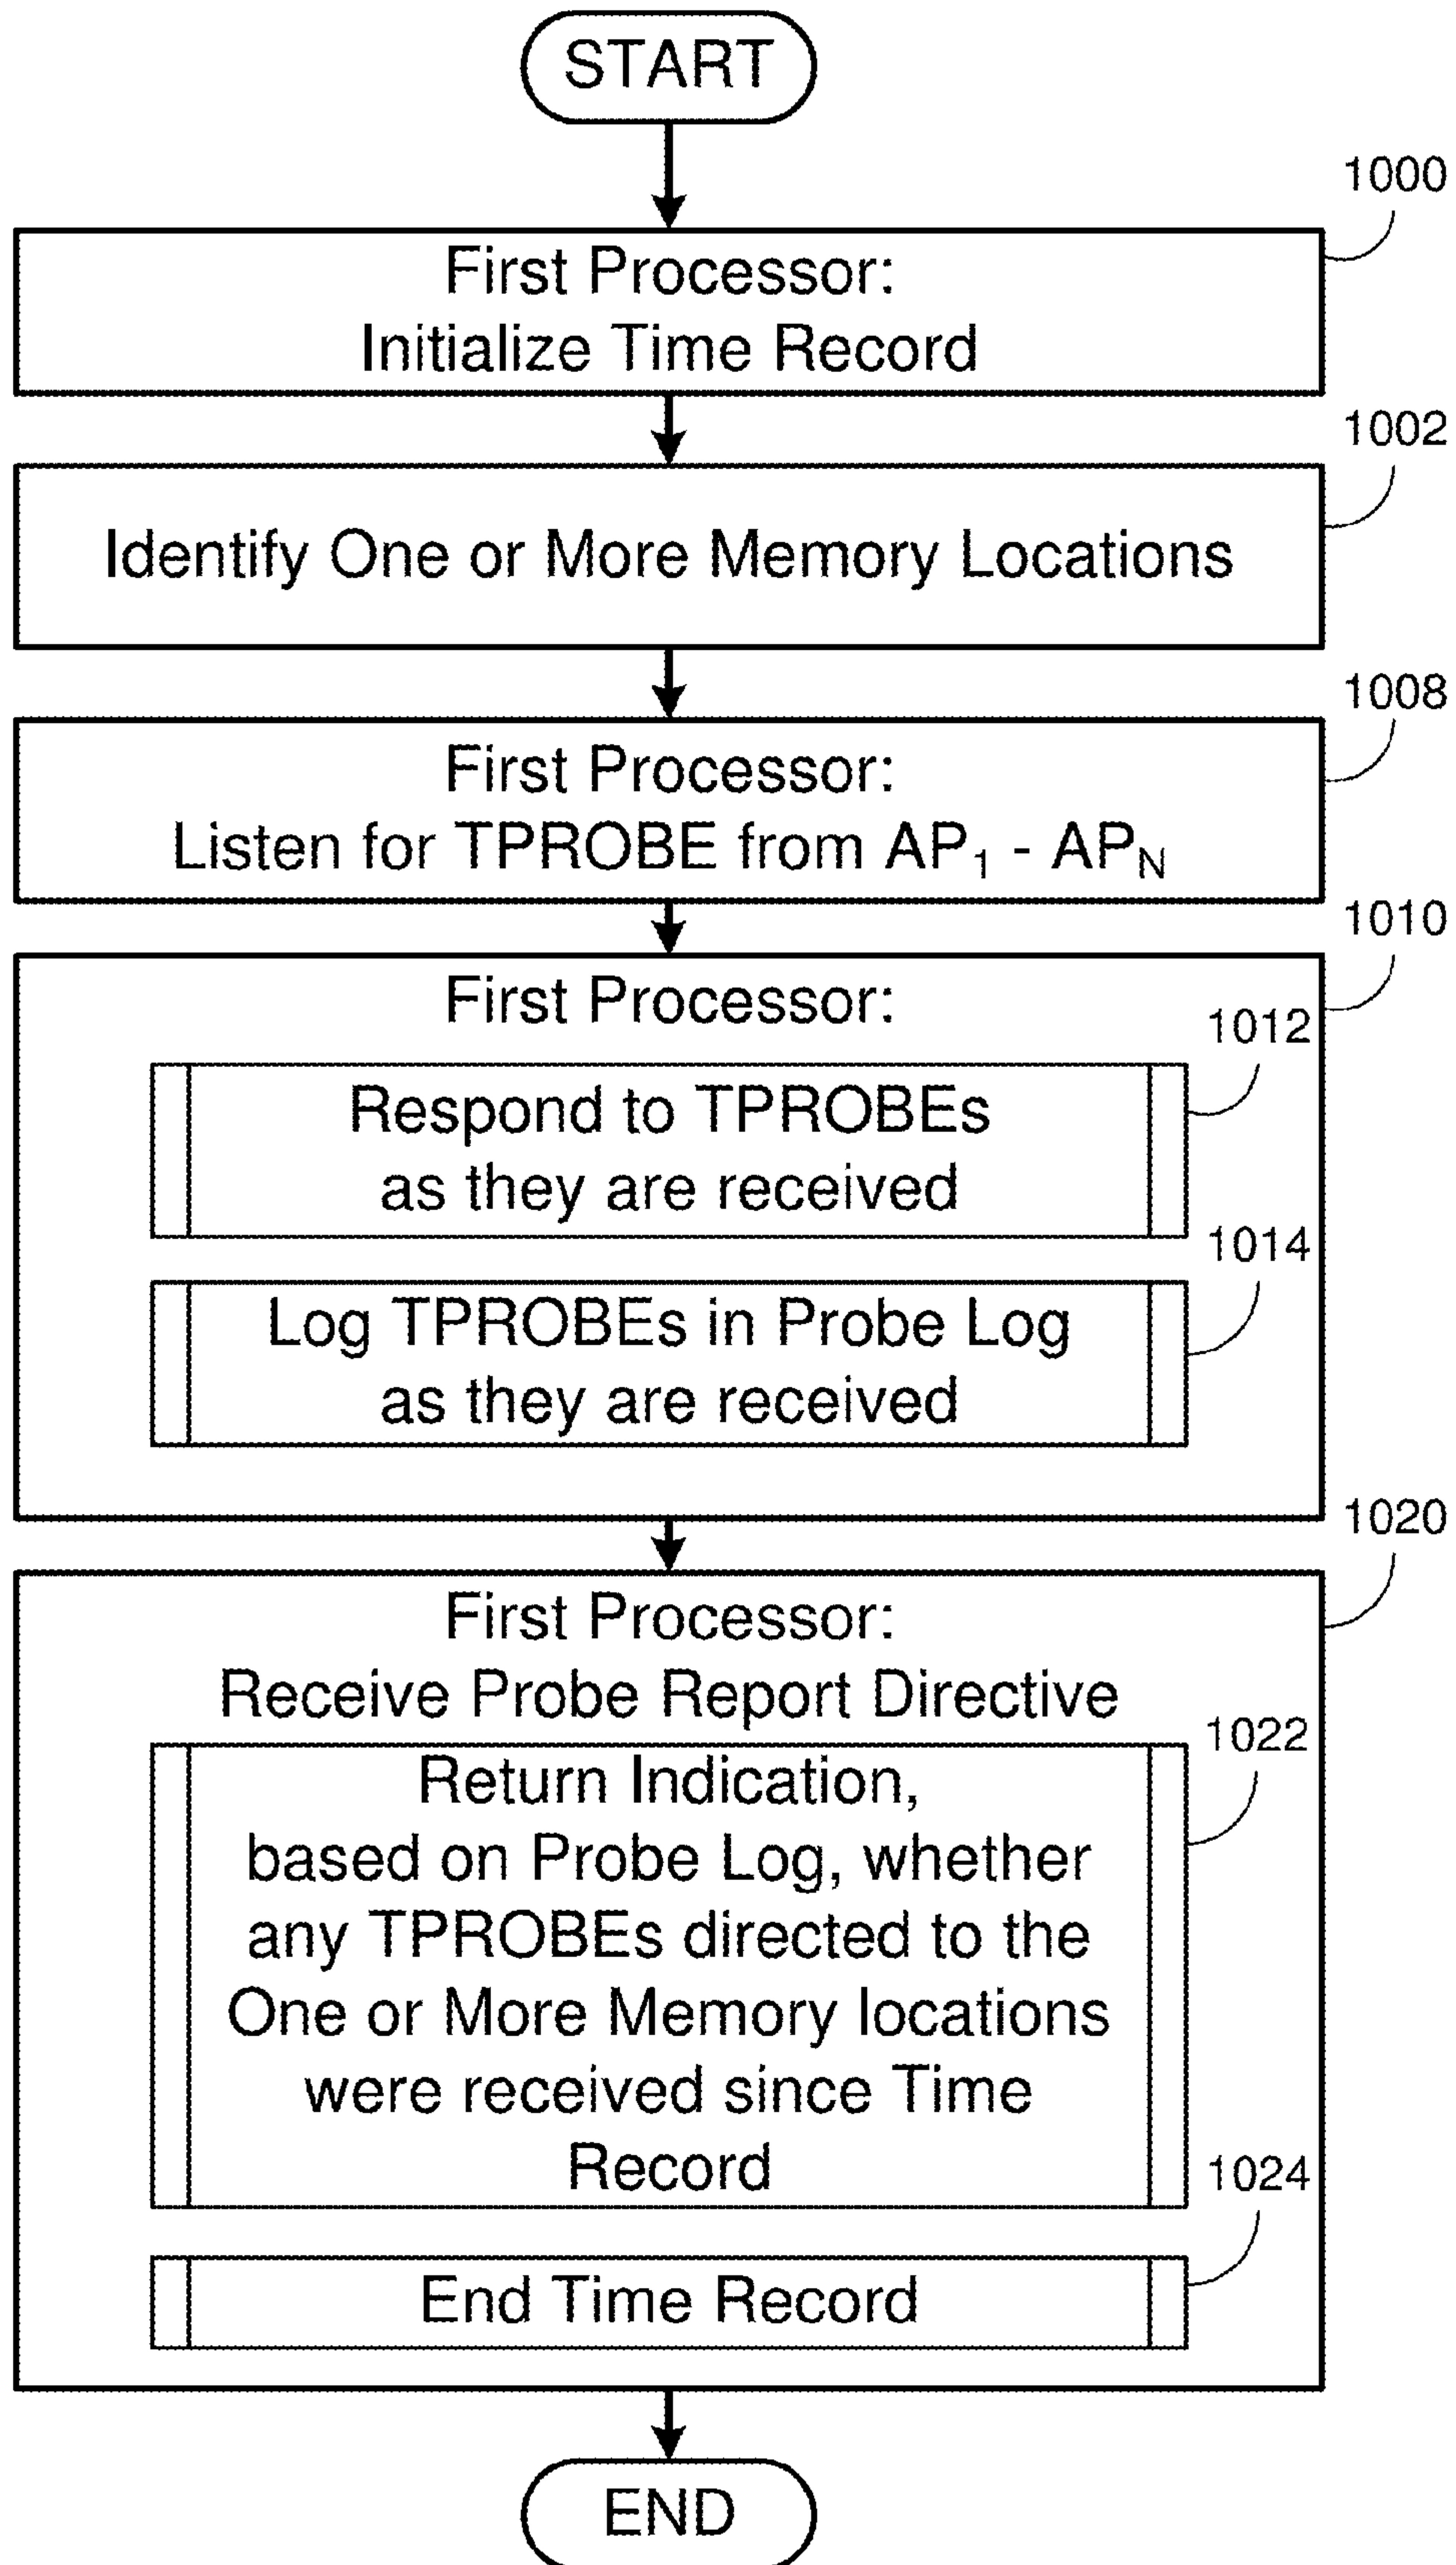 START
1000
First Processor:
Initialize Time Record
1002
Identify One or More Memory Locations
1008
First Processor:
Listen for TPROBE from AP₁ - APN
1010
First Processor:
1012
Respond to TPROBEs
as they are received
1014
Log TPROBEs in Probe Log
as they are received
1020
First Processor:
Receive Probe Report Directive
1022
Return Indication,
based on Probe Log, whether
any TPROBEs directed to the
One or More Memory locations
were received since Time
Record
1024
End Time Record
END